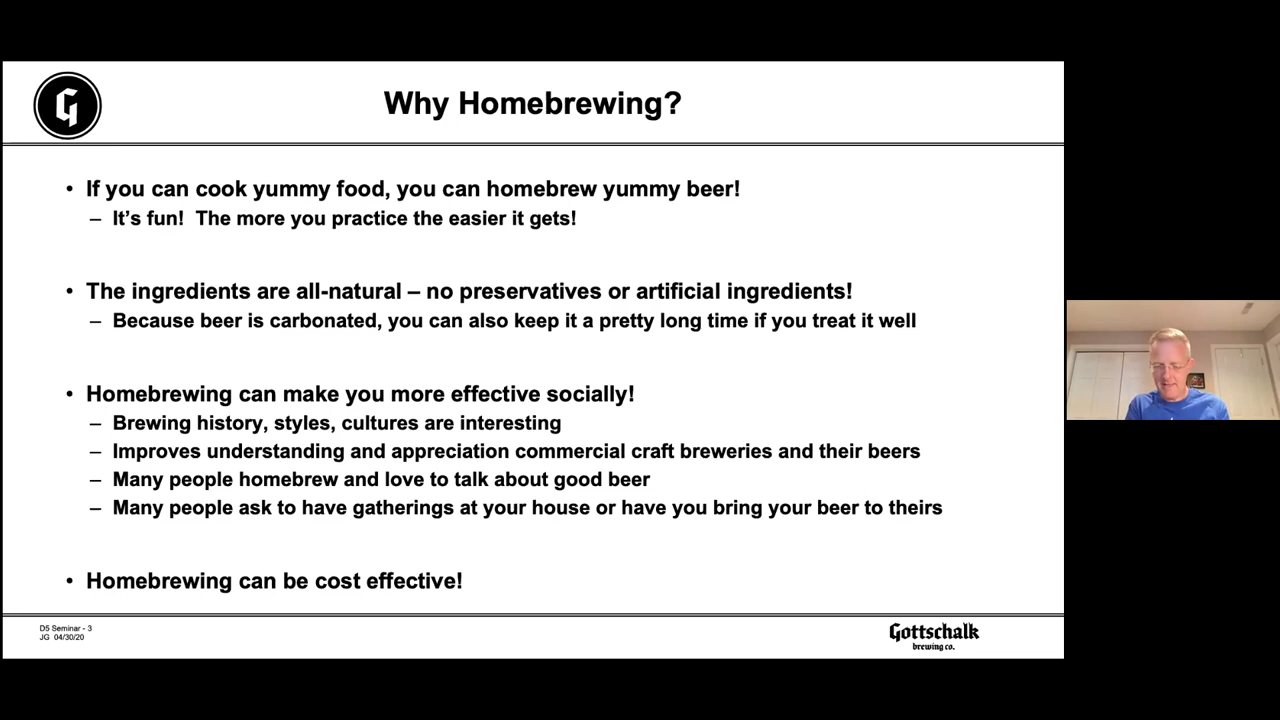 G
Why Homebrewing?
• If you can cook yummy food, you can homebrew yummy beer!
– It’s fun!  The more you practice the easier it gets!
• The ingredients are all-natural – no preservatives or artificial ingredients!
– Because beer is carbonated, you can also keep it a pretty long time if you treat it well
• Homebrewing can make you more effective socially!
– Brewing history, styles, cultures are interesting
– Improves understanding and appreciation commercial craft breweries and their beers
– Many people homebrew and love to talk about good beer
– Many people ask to have gatherings at your house or have you bring your beer to theirs
• Homebrewing can be cost effective!
D5 Seminar - 3
JG 04/30/20
Gottschalk
brewing co.